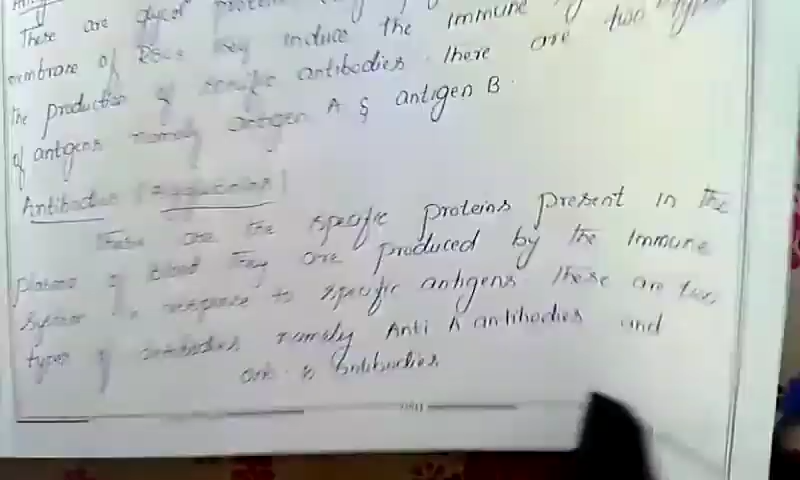 These are glycol
membrane of RBCs They induce the Immune
the production of specific antibodies. There are two
of antgens namely antigen A & antigen B.
Antibodies
These are the specific proteins present in the
plasma of blood They are produced by the Immune
System in response to specific antigens These are two
types of antibodies namely Anti A antibodies and
antibodies